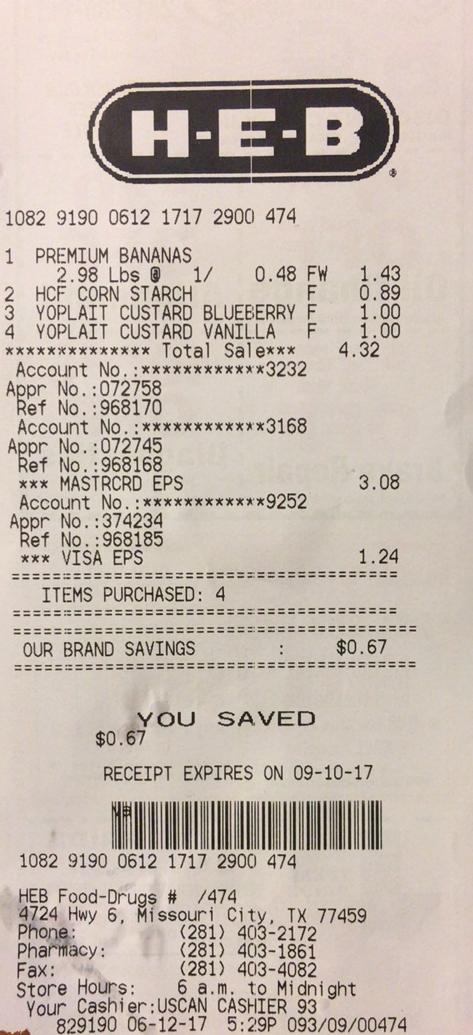 H-E-B
1082 9190 0612 1717 2900 474
1 PREMIUM BANANAS
2.98 Lbs @ 1/ 0.48 FW 1.43
2 HCF CORN STARCH F 0.89
3 YOPLAIT CUSTARD BLUEBERRY F 1.00
4 YOPLAIT CUSTARD VANILLA F 1.00
************** Total Sale*** 4.32
Account No.:************3232
Appr No.:072758
Ref No.:968170
Account No.:************3168
Appr No.:072745
Ref No.:968168
*** MASTRCRD EPS 3.08
Account No.:************9252
Appr No.:374234
Ref No.:968185
*** VISA EPS 1.24
========================================
ITEMS PURCHASED: 4
========================================
========================================
OUR BRAND SAVINGS : $0.67
========================================
YOU SAVED
$0.67
RECEIPT EXPIRES ON 09-10-17
1082 9190 0612 1717 2900 474
HEB Food-Drugs # /474
4724 Hwy 6, Missouri City, TX 77459
Phone: (281) 403-2172
Pharmacy: (281) 403-1861
Fax: (281) 403-4082
Store Hours: 6 a.m. to Midnight
Your Cashier:USCAN CASHIER 93
829190 06-12-17 5:29P 093/09/00474